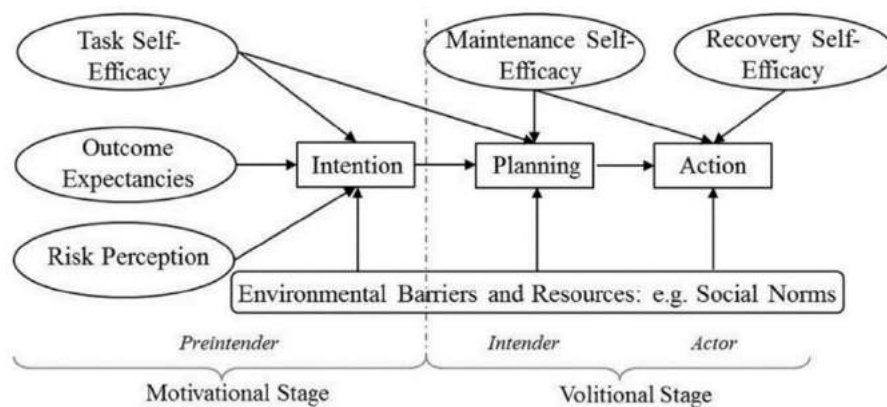 Task Self-
Efficacy
Maintenance Self-
Efficacy
Recovery Self-
Efficacy
Outcome
Expectancies
Intention
Planning
Action
Risk Perception
Environmental Barriers and Resources: e.g. Social Norms
Preintender
Intender
Actor
Motivational Stage
Volitional Stage